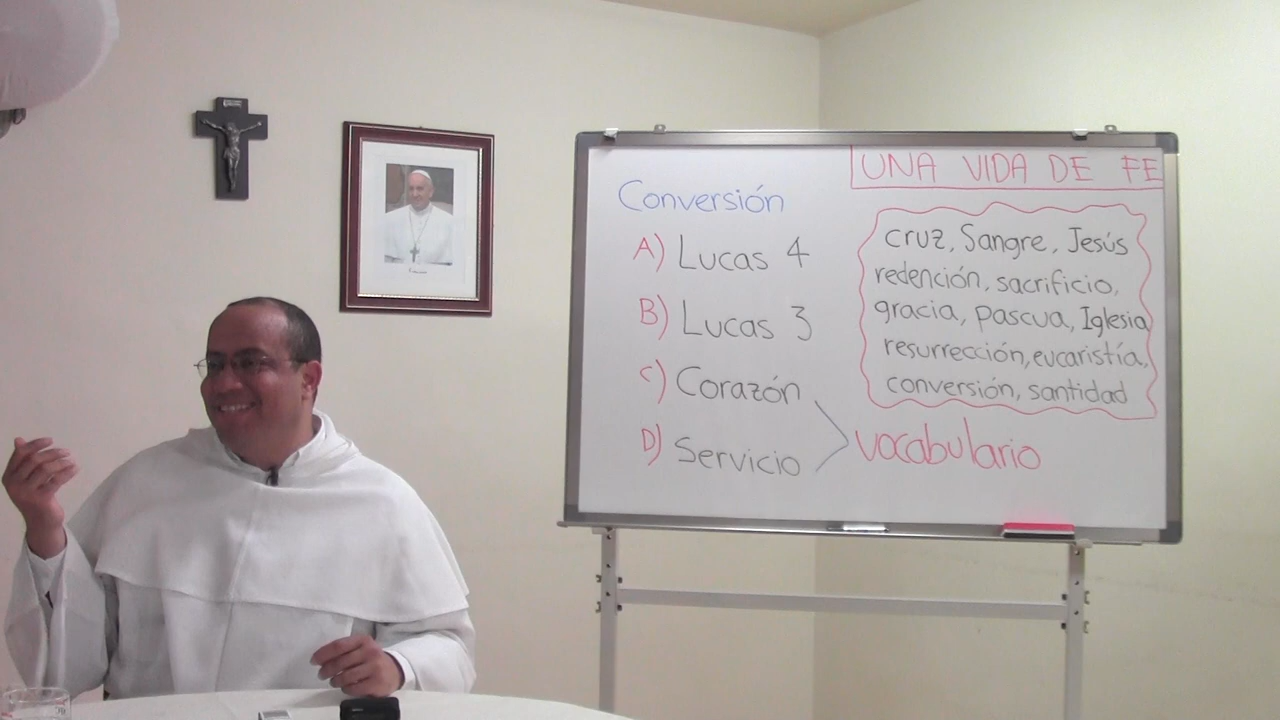 UNA VIDA DE FE
Conversión
A) Lucas 4
B) Lucas 3
C) Corazón
D) Servicio
cruz, Sangre, Jesús
redención, sacrificio,
gracia, pascua, Iglesia
resurrección, eucaristía,
conversión, santidad
vocabulario